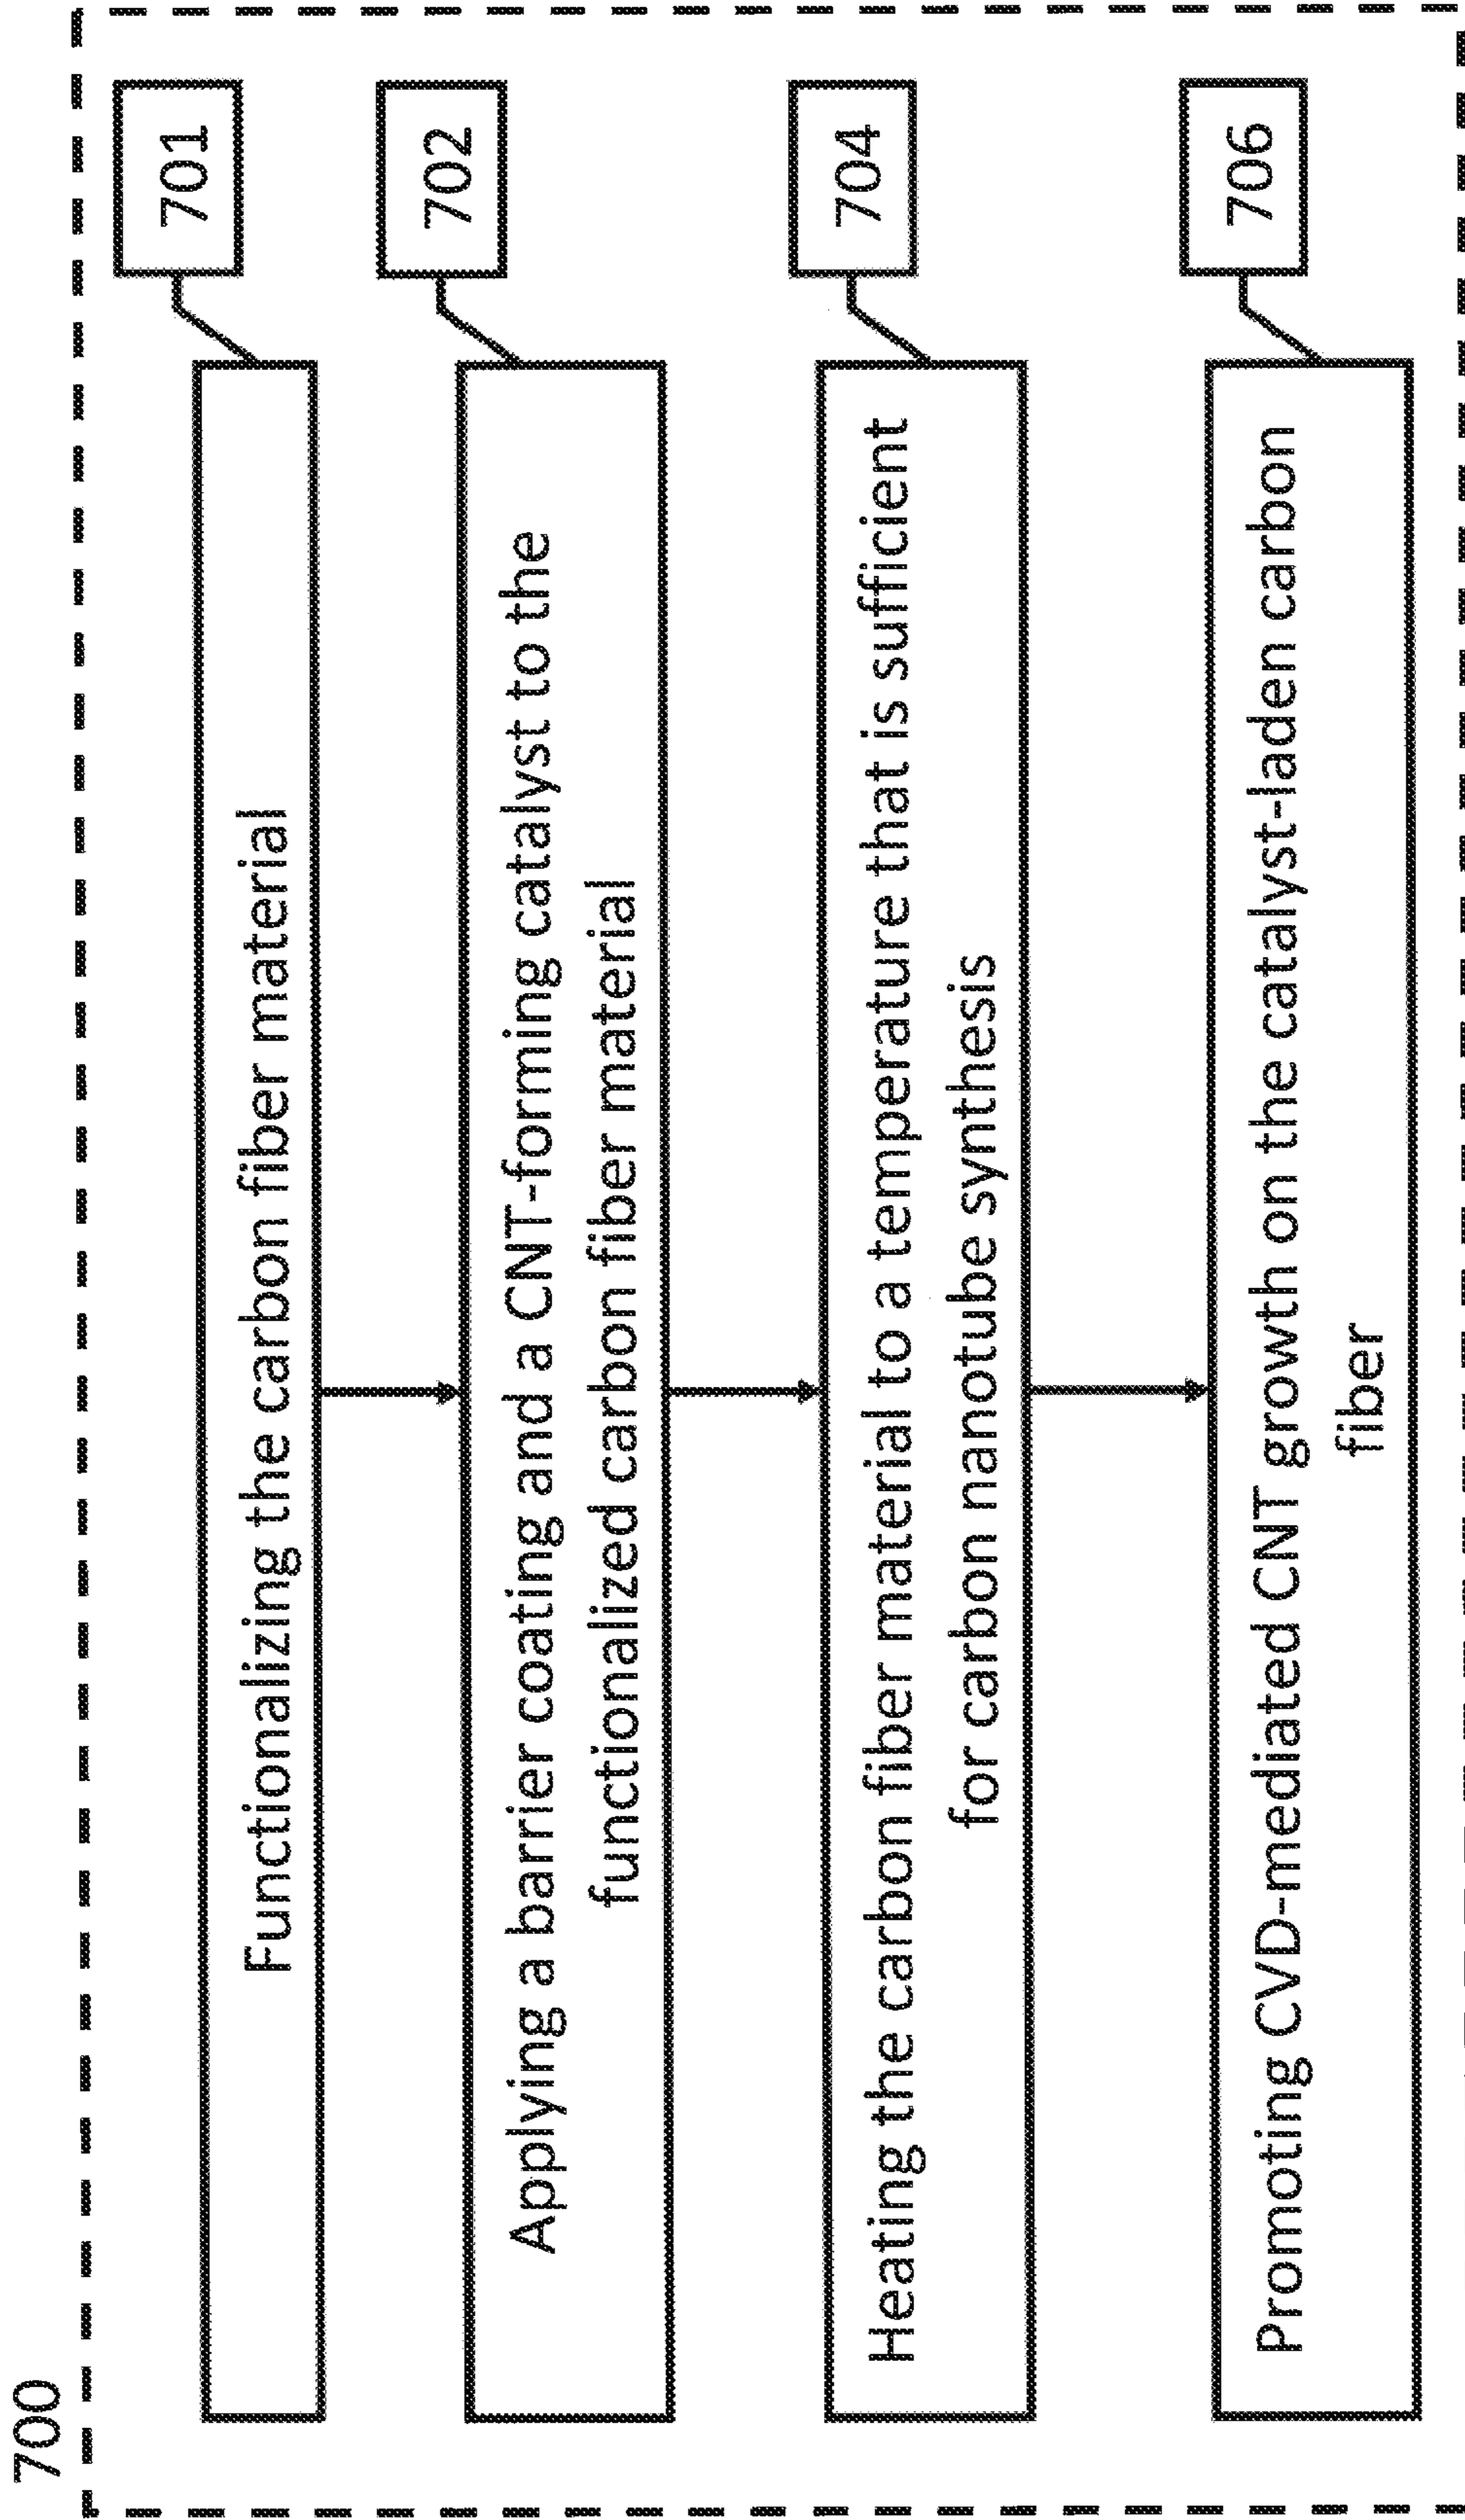 700
Functionalizing the carbon fiber material
701
Applying a barrier coating and a CNT-forming catalyst to the
functionalized carbon fiber material
702
Heating the carbon fiber material to a temperature that is sufficient
for carbon nanotube synthesis
704
Promoting CVD-mediated CNT growth on the catalyst-laden carbon
fiber
706